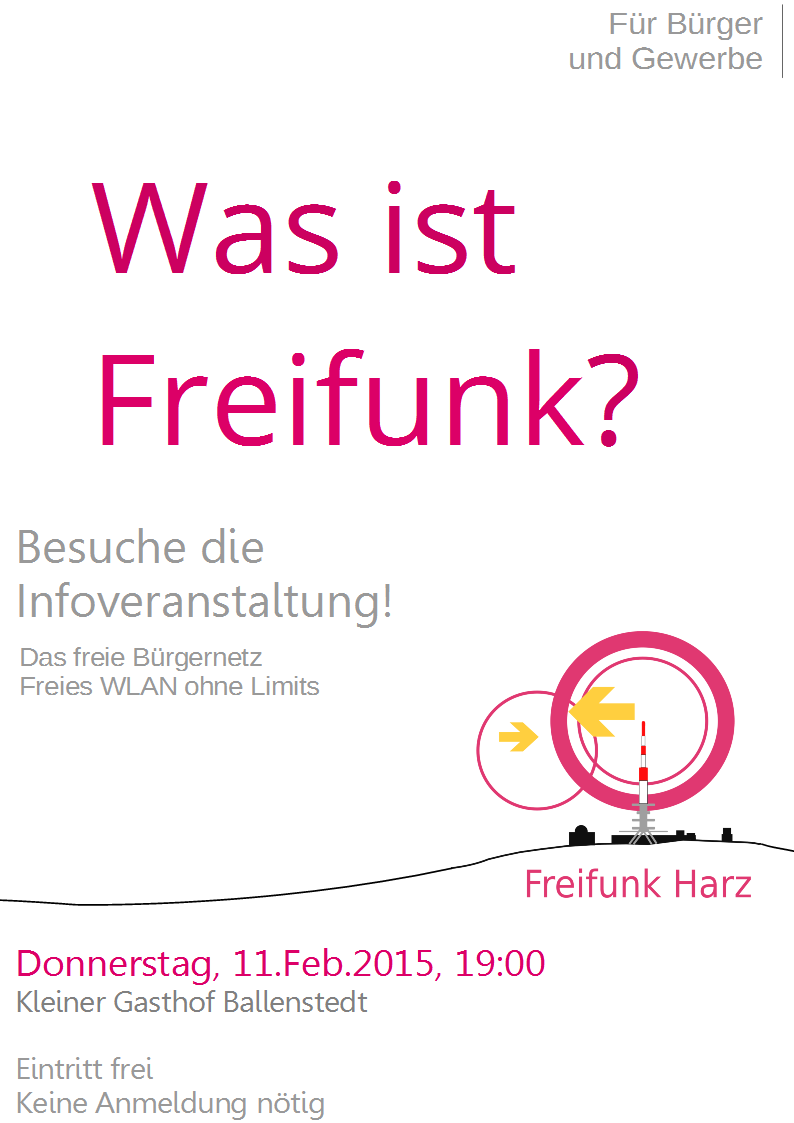 Für Bürger
und Gewerbe
Was ist
Freifunk?
Besuche die
Infoveranstaltung!
Das freie Bürgernetz
Freies WLAN ohne Limits
Freifunk Harz
Donnerstag, 11.Feb.2015, 19:00
Kleiner Gasthof Ballenstedt
Eintritt frei
Keine Anmeldung nötig